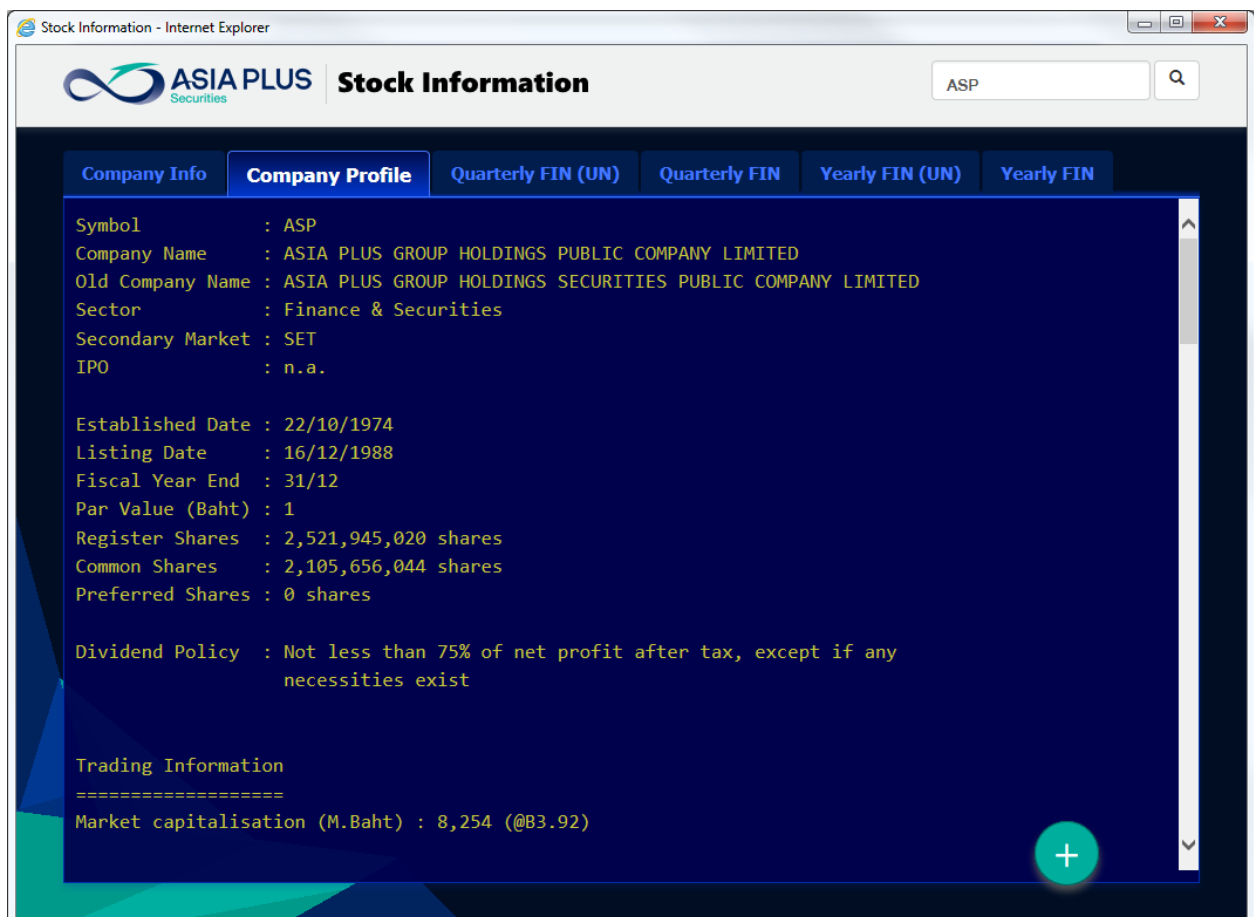 Stock Information - Internet Explorer
ASIA PLUS
Securities
Stock Information
ASP
Company Info Company Profile Quarterly FIN (UN) Quarterly FIN Yearly FIN (UN) Yearly FIN
Symbol : ASP
Company Name : ASIA PLUS GROUP HOLDINGS PUBLIC COMPANY LIMITED
Old Company Name : ASIA PLUS GROUP HOLDINGS SECURITIES PUBLIC COMPANY LIMITED
Sector : Finance & Securities
Secondary Market : SET
IPO : n.a.
Established Date : 22/10/1974
Listing Date : 16/12/1988
Fiscal Year End : 31/12
Par Value (Baht) : 1
Register Shares : 2,521,945,020 shares
Common Shares : 2,105,656,044 shares
Preferred Shares : 0 shares
Dividend Policy : Not less than 75% of net profit after tax, except if any
necessities exist
Trading Information
===================
Market capitalisation (M.Baht) : 8,254 (@B3.92)
+